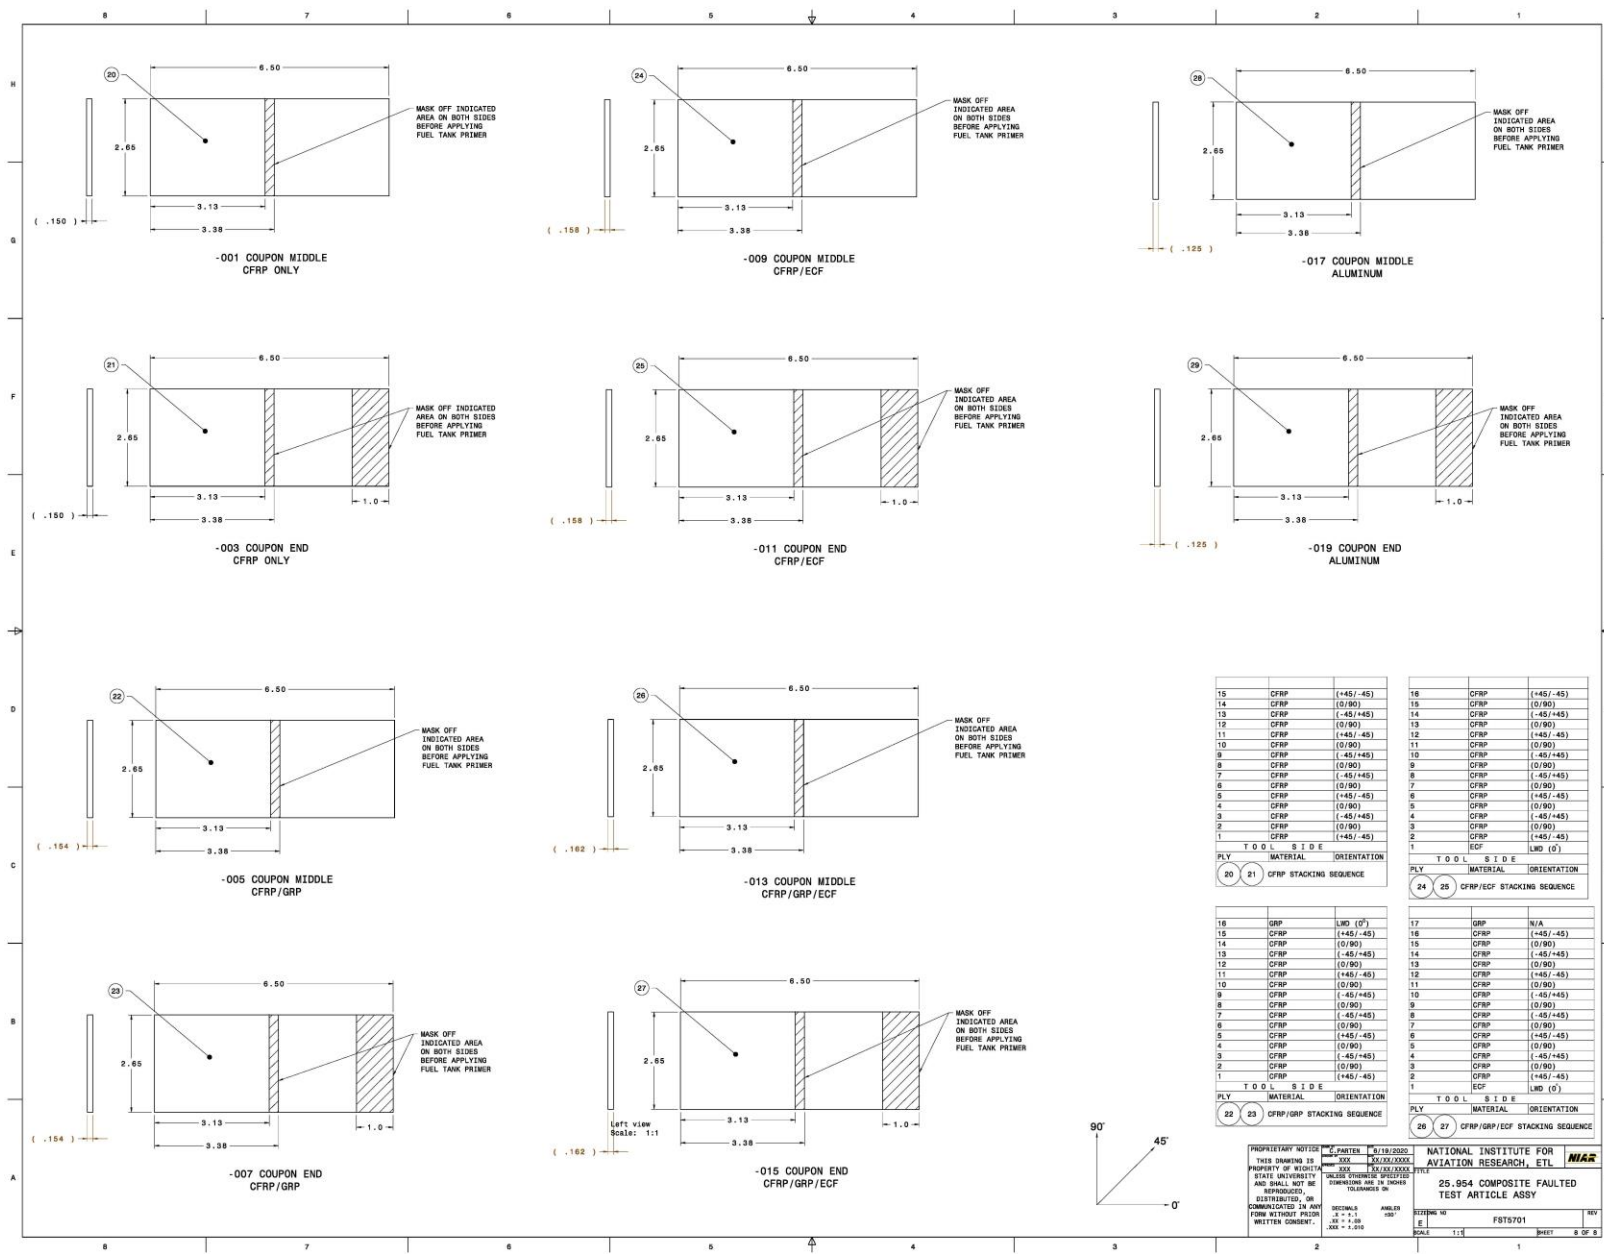 8 7 6 5 4 3 2 1
H
G
F
E
D
C
B
A
20
6.50
2.65
3.13
3.38
( .150 )
MASK OFF INDICATED
AREA ON BOTH SIDES
BEFORE APPLYING
FUEL TANK PRIMER
-001 COUPON MIDDLE
CFRP ONLY
24
6.50
2.65
3.13
3.38
( .158 )
MASK OFF
INDICATED AREA
ON BOTH SIDES
BEFORE APPLYING
FUEL TANK PRIMER
-009 COUPON MIDDLE
CFRP/ECF
28
6.50
2.65
3.13
3.38
( .125 )
MASK OFF
INDICATED AREA
ON BOTH SIDES
BEFORE APPLYING
FUEL TANK PRIMER
-017 COUPON MIDDLE
ALUMINUM
21
6.50
2.65
3.13
1.0
3.38
( .150 )
MASK OFF INDICATED
AREA ON BOTH SIDES
BEFORE APPLYING
FUEL TANK PRIMER
-003 COUPON END
CFRP ONLY
25
6.50
2.65
3.13
1.0
3.38
( .158 )
MASK OFF
INDICATED AREA
ON BOTH SIDES
BEFORE APPLYING
FUEL TANK PRIMER
-011 COUPON END
CFRP/ECF
29
6.50
2.65
3.13
1.0
3.38
( .125 )
MASK OFF
INDICATED AREA
ON BOTH SIDES
BEFORE APPLYING
FUEL TANK PRIMER
-019 COUPON END
ALUMINUM
22
6.50
2.65
3.13
3.38
( .154 )
MASK OFF
INDICATED AREA
ON BOTH SIDES
BEFORE APPLYING
FUEL TANK PRIMER
-005 COUPON MIDDLE
CFRP/GRP
26
6.50
2.65
3.13
3.38
( .162 )
MASK OFF
INDICATED AREA
ON BOTH SIDES
BEFORE APPLYING
FUEL TANK PRIMER
-013 COUPON MIDDLE
CFRP/GRP/ECF
23
6.50
2.65
3.13
1.0
3.38
( .154 )
MASK OFF
INDICATED AREA
ON BOTH SIDES
BEFORE APPLYING
FUEL TANK PRIMER
-007 COUPON END
CFRP/GRP
27
6.50
2.65
3.13
1.0
3.38
( .162 )
Left view
Scale: 1:1
MASK OFF
INDICATED AREA
ON BOTH SIDES
BEFORE APPLYING
FUEL TANK PRIMER
-015 COUPON END
CFRP/GRP/ECF
15 CFRP (+45/-45)
14 CFRP (0/90)
13 CFRP (-45/+45)
12 CFRP (0/90)
11 CFRP (+45/-45)
10 CFRP (0/90)
9 CFRP (-45/+45)
8 CFRP (0/90)
7 CFRP (-45/+45)
6 CFRP (0/90)
5 CFRP (+45/-45)
4 CFRP (0/90)
3 CFRP (-45/+45)
2 CFRP (0/90)
1 CFRP (+45/-45)
TOOL SIDE
PLY MATERIAL ORIENTATION
20 21 CFRP STACKING SEQUENCE
16 CFRP (+45/-45)
15 CFRP (0/90)
14 CFRP (-45/+45)
13 CFRP (0/90)
12 CFRP (+45/-45)
11 CFRP (0/90)
10 CFRP (-45/+45)
9 CFRP (0/90)
8 CFRP (-45/+45)
7 CFRP (0/90)
6 CFRP (+45/-45)
5 CFRP (0/90)
4 CFRP (-45/+45)
3 CFRP (0/90)
2 CFRP (+45/-45)
1 ECF LWD (0°)
TOOL SIDE
PLY MATERIAL ORIENTATION
24 25 CFRP/ECF STACKING SEQUENCE
16 GRP LWD (0°)
15 CFRP (+45/-45)
14 CFRP (0/90)
13 CFRP (-45/+45)
12 CFRP (0/90)
11 CFRP (+45/-45)
10 CFRP (0/90)
9 CFRP (-45/+45)
8 CFRP (0/90)
7 CFRP (-45/+45)
6 CFRP (0/90)
5 CFRP (+45/-45)
4 CFRP (0/90)
3 CFRP (-45/+45)
2 CFRP (0/90)
1 CFRP (+45/-45)
TOOL SIDE
PLY MATERIAL ORIENTATION
22 23 CFRP/GRP STACKING SEQUENCE
17 GRP N/A
16 CFRP (+45/-45)
15 CFRP (0/90)
14 CFRP (-45/+45)
13 CFRP (0/90)
12 CFRP (+45/-45)
11 CFRP (0/90)
10 CFRP (-45/+45)
9 CFRP (0/90)
8 CFRP (-45/+45)
7 CFRP (0/90)
6 CFRP (+45/-45)
5 CFRP (0/90)
4 CFRP (-45/+45)
3 CFRP (0/90)
2 CFRP (+45/-45)
1 ECF LWD (0°)
TOOL SIDE
PLY MATERIAL ORIENTATION
26 27 CFRP/GRP/ECF STACKING SEQUENCE
90°
45°
0°
PROPRIETARY NOTICE
THIS DRAWING IS
PROPERTY OF WICHITA
STATE UNIVERSITY
AND SHALL NOT BE
REPRODUCED,
DISTRIBUTED, OR
COMMUNICATED IN ANY
FORM WITHOUT PRIOR
WRITTEN CONSENT.
C.PARTEN 6/19/2020
XXX XX/XX/XXXX
XXX XX/XX/XXXX
UNLESS OTHERWISE SPECIFIED
DIMENSIONS ARE IN INCHES
TOLERANCES ON
DECIMALS ANGLES
.X = ±.1
.XX = ±.03
.XXX = ±.010
NATIONAL INSTITUTE FOR
AVIATION RESEARCH, ETL
NIAR
TITLE
25.954 COMPOSITE FAULTED
TEST ARTICLE ASSY
SIZE DWG NO REV
E FST5701
SCALE 1:1 SHEET 8 OF 8
8 7 6 5 4 3 2 1